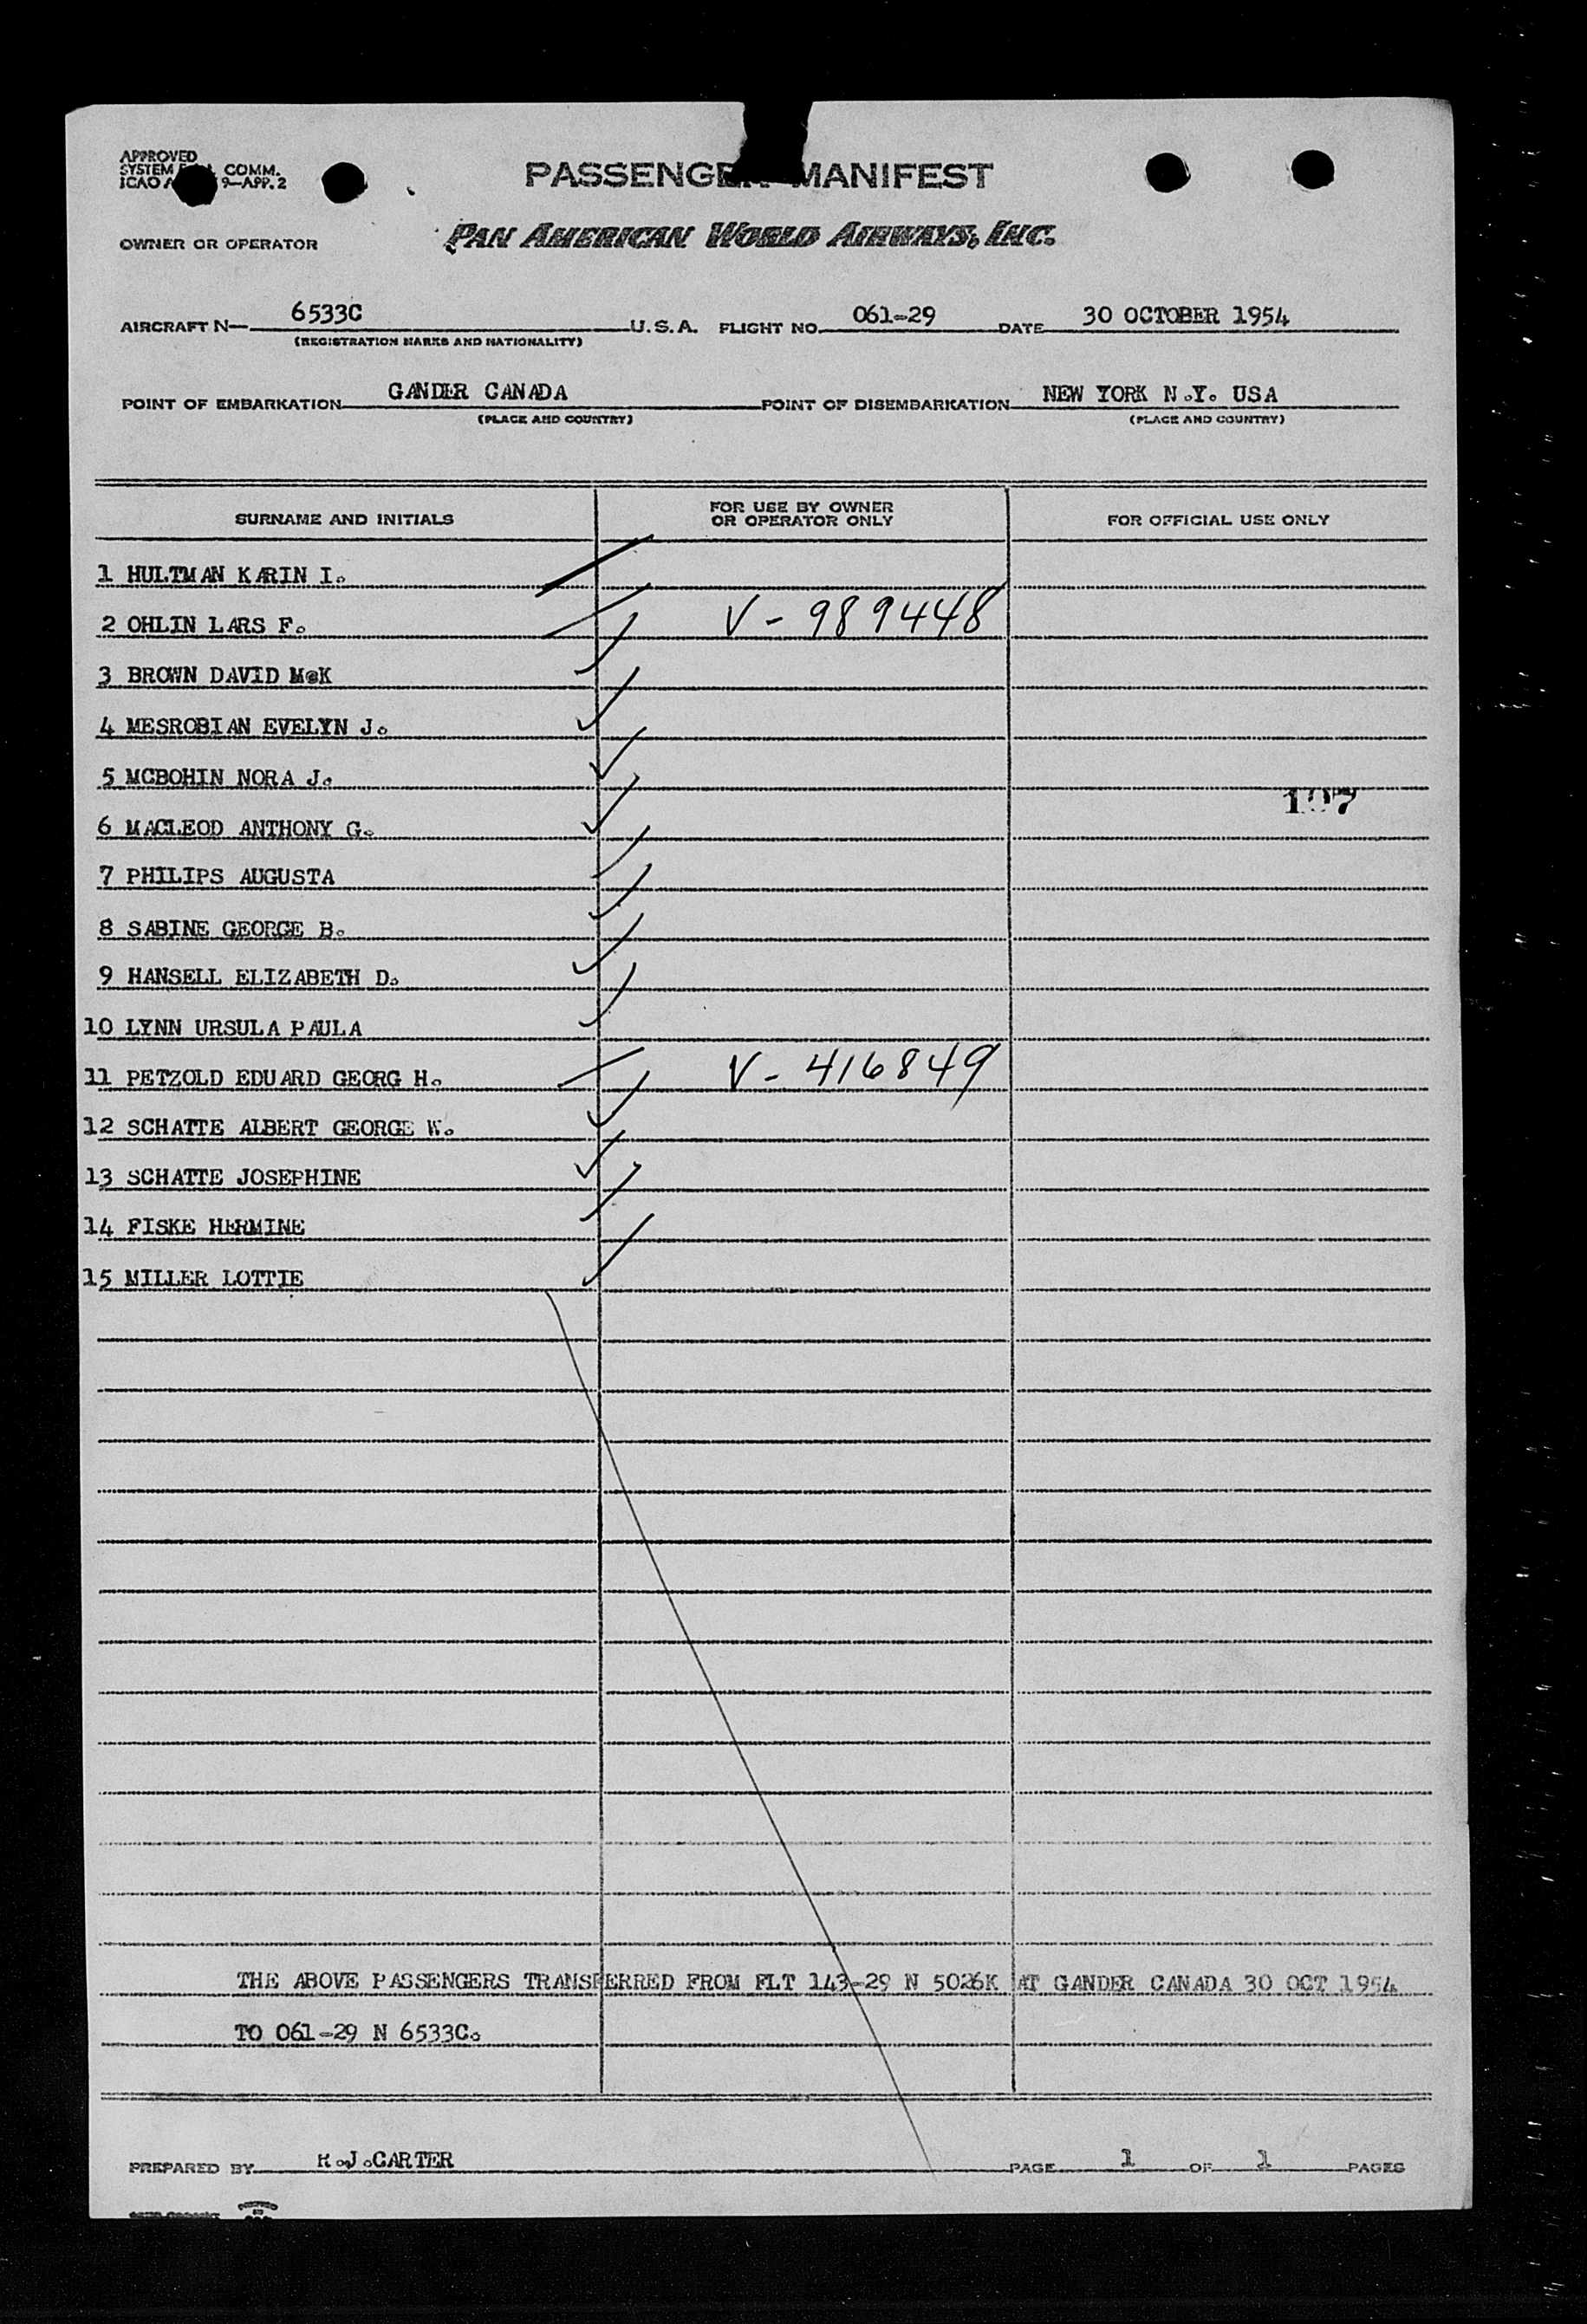 APPROVED
SYSTEM COMM.
ICAO 9-APP. 2
PASSENGER MANIFEST
OWNER OR OPERATOR PAN AMERICAN WORLD AIRWAYS, INC.
AIRCRAFT N- 6533C U.S.A. FLIGHT NO. 061-29 DATE 30 OCTOBER 1954
(REGISTRATION MARKS AND NATIONALITY)
POINT OF EMBARKATION GANDER CANADA POINT OF DISEMBARKATION NEW YORK N.Y. USA
(PLACE AND COUNTRY) (PLACE AND COUNTRY)
SURNAME AND INITIALS FOR USE BY OWNER OR OPERATOR ONLY FOR OFFICIAL USE ONLY
1 HULTMAN KARIN I.
2 OHLIN LARS F. V - 989448
3 BROWN DAVID McK
4 MESROBIAN EVELYN J.
5 MCBOHIN NORA J.
107
6 MACLEOD ANTHONY G.
7 PHILIPS AUGUSTA
8 SABINE GEORGE B.
9 HANSELL ELIZABETH D.
10 LYNN URSULA PAULA
11 PETZOLD EDUARD GEORG H. V - 416849
12 SCHATTE ALBERT GEORGE W.
13 SCHATTE JOSEPHINE
14 FISKE HERMINE
15 MILLER LOTTIE
THE ABOVE PASSENGERS TRANSFERRED FROM FLT 143-29 N 5026K AT GANDER CANADA 30 OCT 1954
TO 061-29 N 6533C.
PREPARED BY R.J.CARTER PAGE 1 OF 1 PAGES